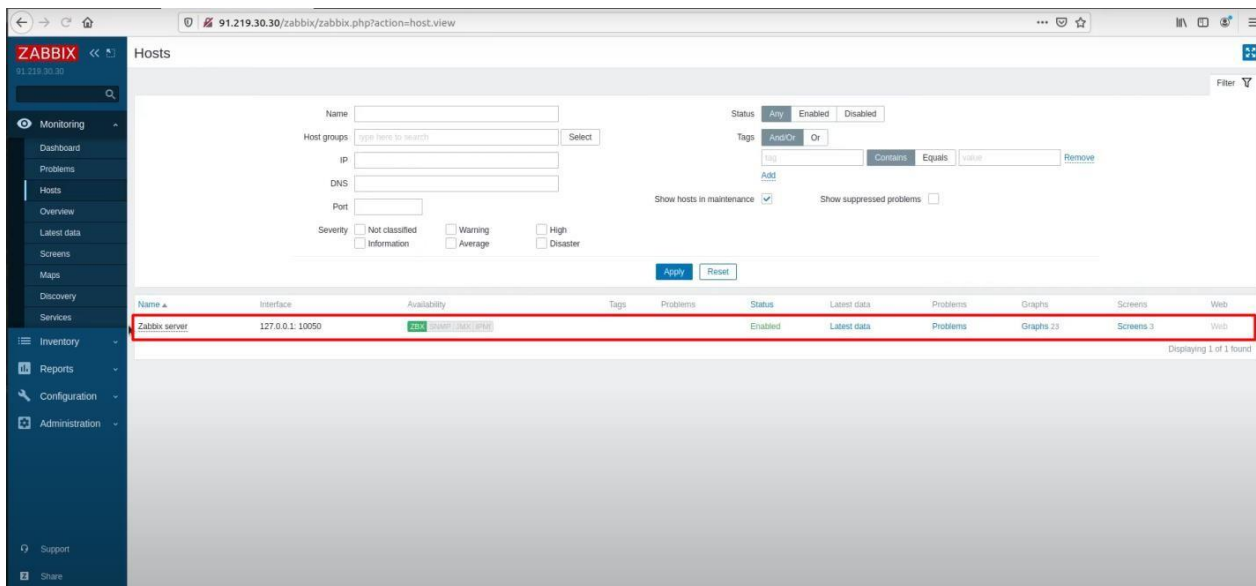 91.219.30.30/zabbix/zabbix.php?action=host.view
ZABBIX
91.219.30.30
Hosts
Filter
Monitoring
Dashboard
Problems
Hosts
Overview
Latest data
Screens
Maps
Discovery
Services
Inventory
Reports
Configuration
Administration
Support
Share
Name
Host groups type here to search Select
IP
DNS
Port
Severity Not classified Warning High
Information Average Disaster
Status Any Enabled Disabled
Tags And/Or Or
tag Contains Equals value Remove
Add
Show hosts in maintenance Show suppressed problems
Apply Reset
Name Interface Availability Tags Problems Status Latest data Problems Graphs Screens Web
Zabbix server 127.0.0.1: 10050 ZBX SNMP JMX IPMI Enabled Latest data Problems Graphs 23 Screens 3 Web
Displaying 1 of 1 found